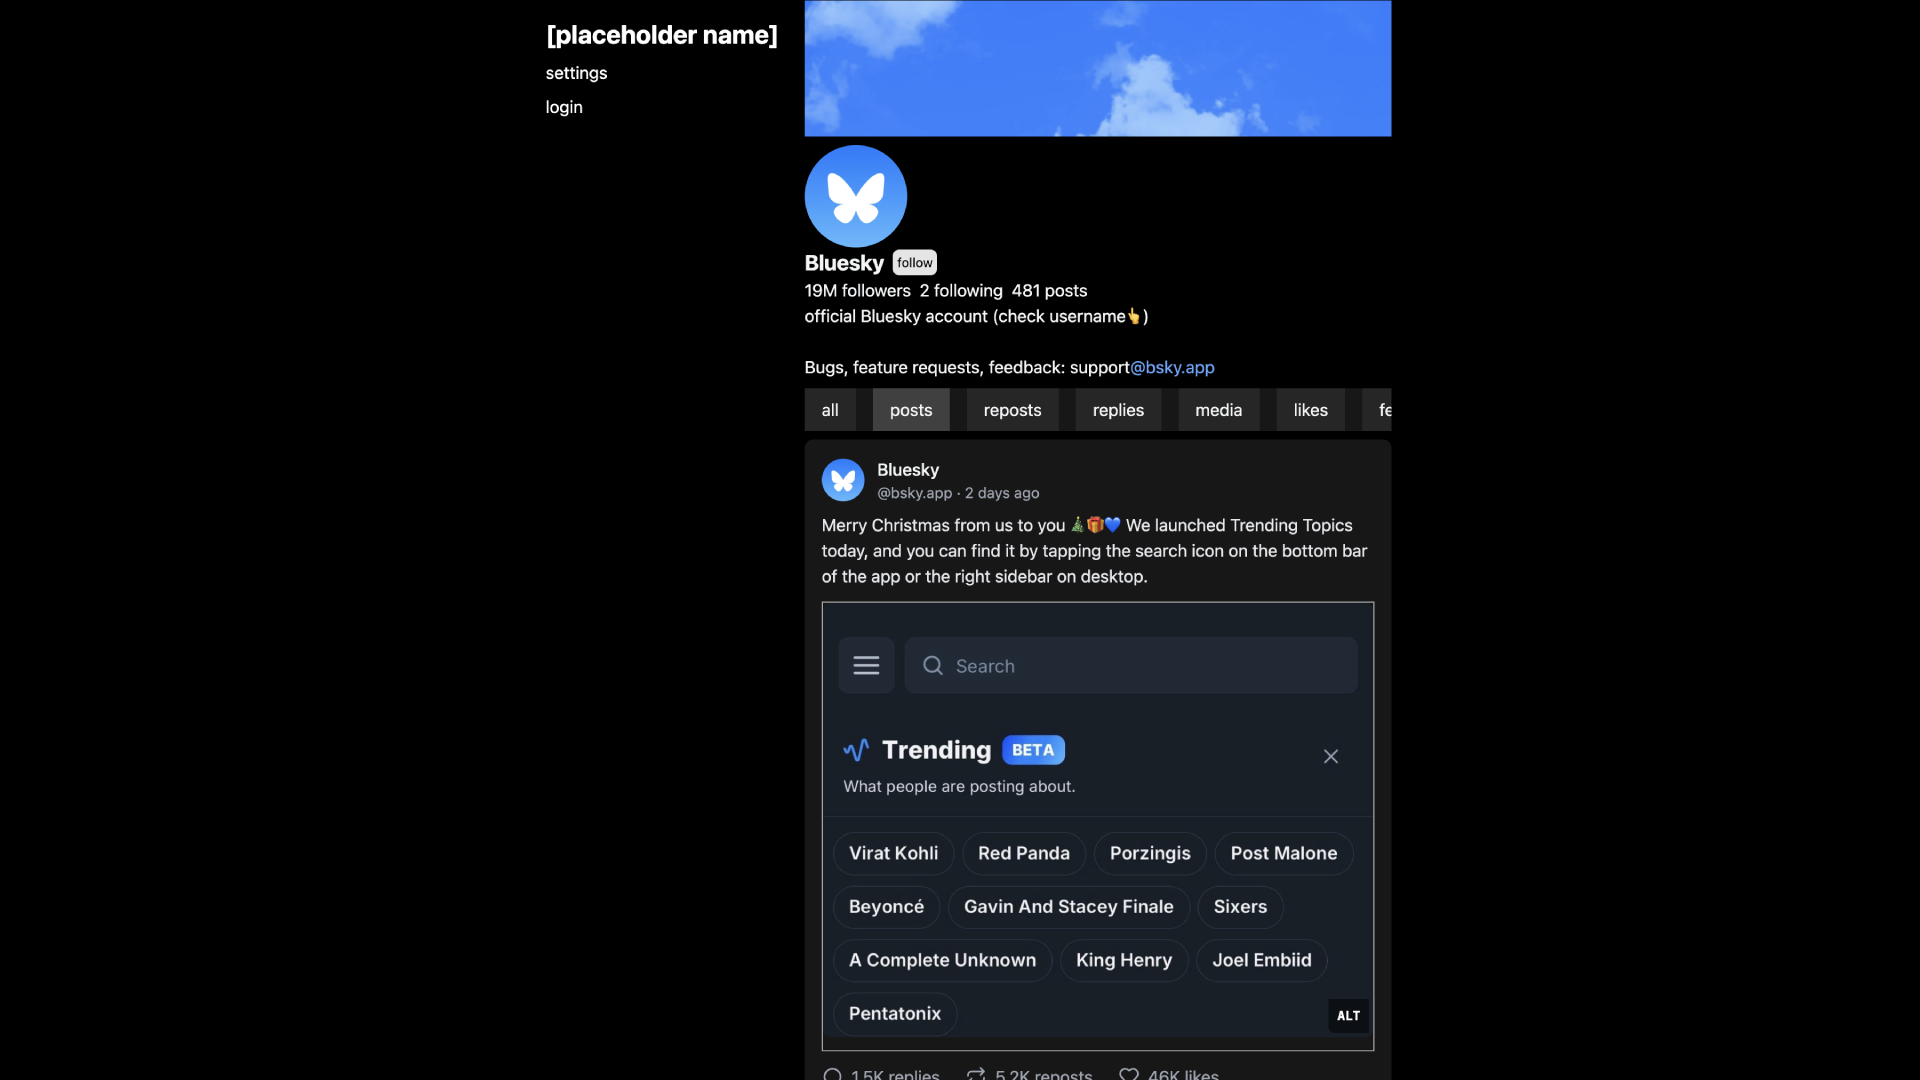 [placeholder name]
settings
login
Bluesky follow
19M followers 2 following 481 posts
official Bluesky account (check username👆)
Bugs, feature requests, feedback: support@bsky.app
all posts reposts replies media likes fe
Bluesky
@bsky.app · 2 days ago
Merry Christmas from us to you 🎄🎁💙 We launched Trending Topics
today, and you can find it by tapping the search icon on the bottom bar
of the app or the right sidebar on desktop.
Search
Trending BETA
What people are posting about.
Virat Kohli Red Panda Porzingis Post Malone
Beyoncé Gavin And Stacey Finale Sixers
A Complete Unknown King Henry Joel Embiid
Pentatonix
ALT
1.5K replies 5.2K reposts 46K likes